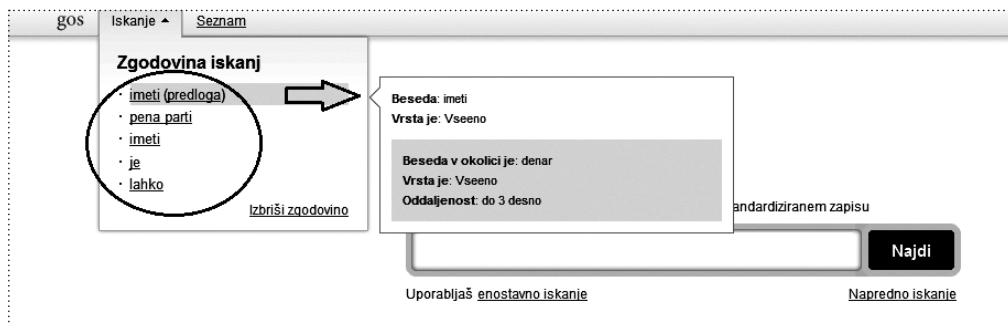 gos Iskanje ▲ Seznam
Zgodovina iskanj
· imeti (predloga)
· pena parti
· imeti
· je
· lahko
Izbriši zgodovino
Beseda: imeti
Vrsta je: Vseeno
Beseda v okolici je: denar
Vrsta je: Vseeno
Oddaljenost: do 3 desno
andardiziranem zapisu
Najdi
Uporabljaš enostavno iskanje Napredno iskanje